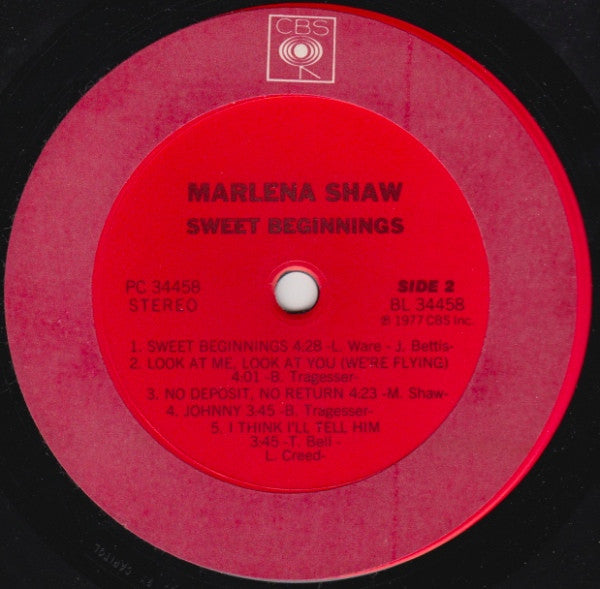 CBS
MARLENA SHAW
SWEET BEGINNINGS
PC 34458
STEREO
SIDE 2
BL 34458
℗ 1977 CBS Inc.
1. SWEET BEGINNINGS 4:28 -L. Ware - J. Bettis-
2. LOOK AT ME, LOOK AT YOU (WE'RE FLYING)
4:01 -B. Tragesser-
3. NO DEPOSIT, NO RETURN 4:23 -M. Shaw-
4. JOHNNY 3:45 -B. Tragesser-
5. I THINK I'LL TELL HIM
3:45 -T. Bell -
L. Creed-
CAPITOL